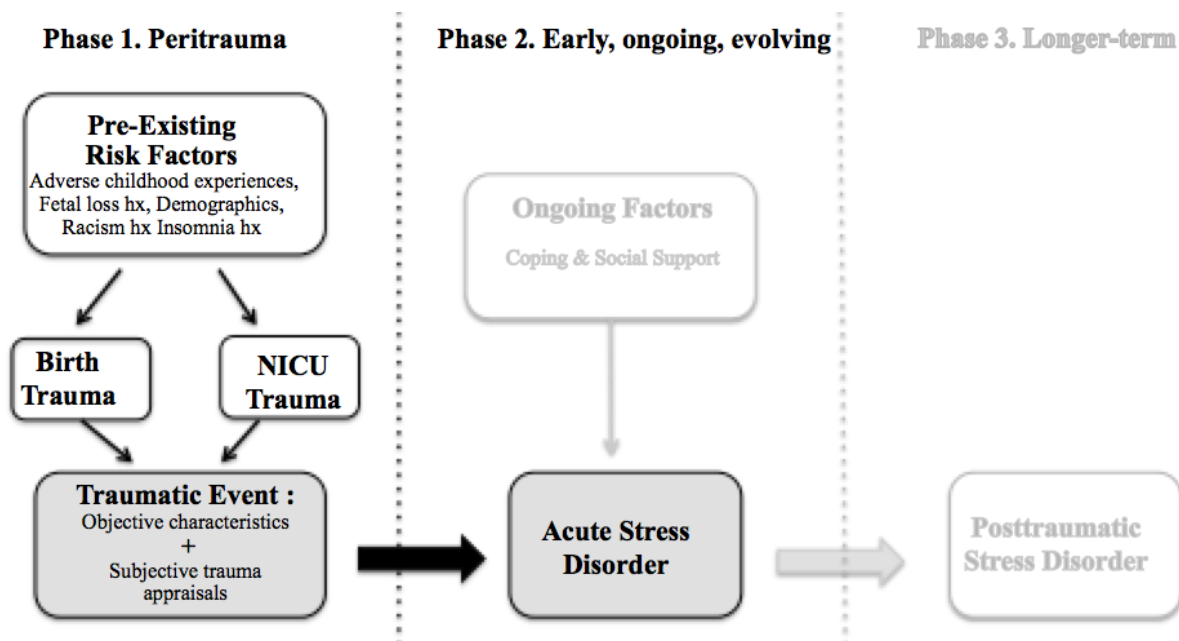 Phase 1. Peritrauma
Pre-Existing
Risk Factors
Adverse childhood experiences,
Fetal loss hx, Demographics,
Racism hx Insomnia hx
Birth
Trauma
NICU
Trauma
Traumatic Event :
Objective characteristics
+
Subjective trauma
appraisals
Phase 2. Early, ongoing, evolving
Ongoing Factors
Coping & Social Support
Acute Stress
Disorder
Phase 3. Longer-term
Posttraumatic
Stress Disorder